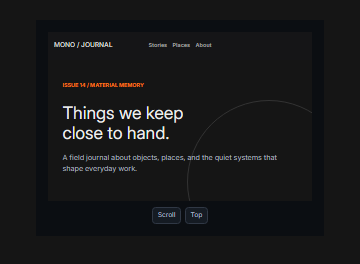 MONO / JOURNAL
Stories Places About
ISSUE 14 / MATERIAL MEMORY
Things we keep
close to hand.
A field journal about objects, places, and the quiet systems that
shape everyday work.
Scroll Top